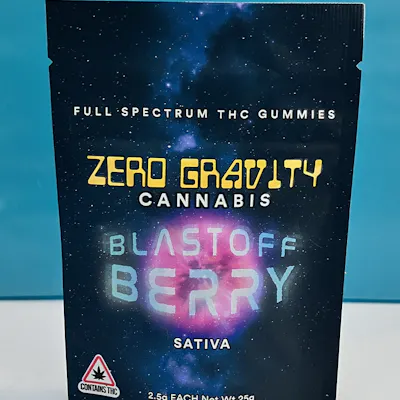 FULL SPECTRUM THC GUMMIES
ZERO GRAVITY
CANNABIS
BLASTOFF
BERRY
SATIVA
CONTAINS THC
2.5g EACH Net Wt 25g